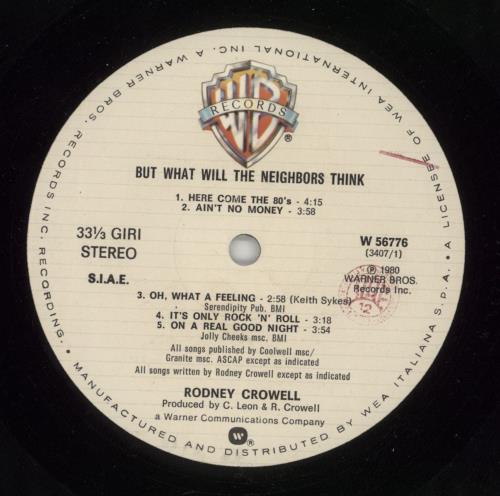 A WARNER BROS. RECORDS INC. RECORDING. • MANUFACTURED AND DISTRIBUTED BY WEA ITALIANA S.P.A. • A LICENSEE OF WEA INTERNATIONAL INC.
WB
RECORDS
®
BUT WHAT WILL THE NEIGHBORS THINK
1. HERE COME THE 80's - 4:15
2. AIN'T NO MONEY - 3:58
33⅓ GIRI
STEREO
W 56776
(3407/1)
S.I.A.E.
℗ 1980
WARNER BROS.
Records Inc.
3. OH, WHAT A FEELING - 2:58 (Keith Sykes)
Serendipity Pub. BMI
4. IT'S ONLY ROCK 'N' ROLL - 3:18
5. ON A REAL GOOD NIGHT - 3:54
Jolly Cheeks msc. BMI
All songs published by Coolwell msc/
Granite msc. ASCAP except as indicated
All songs written by Rodney Crowell except as indicated
RODNEY CROWELL
Produced by C. Leon & R. Crowell
a Warner Communications Company
®
12